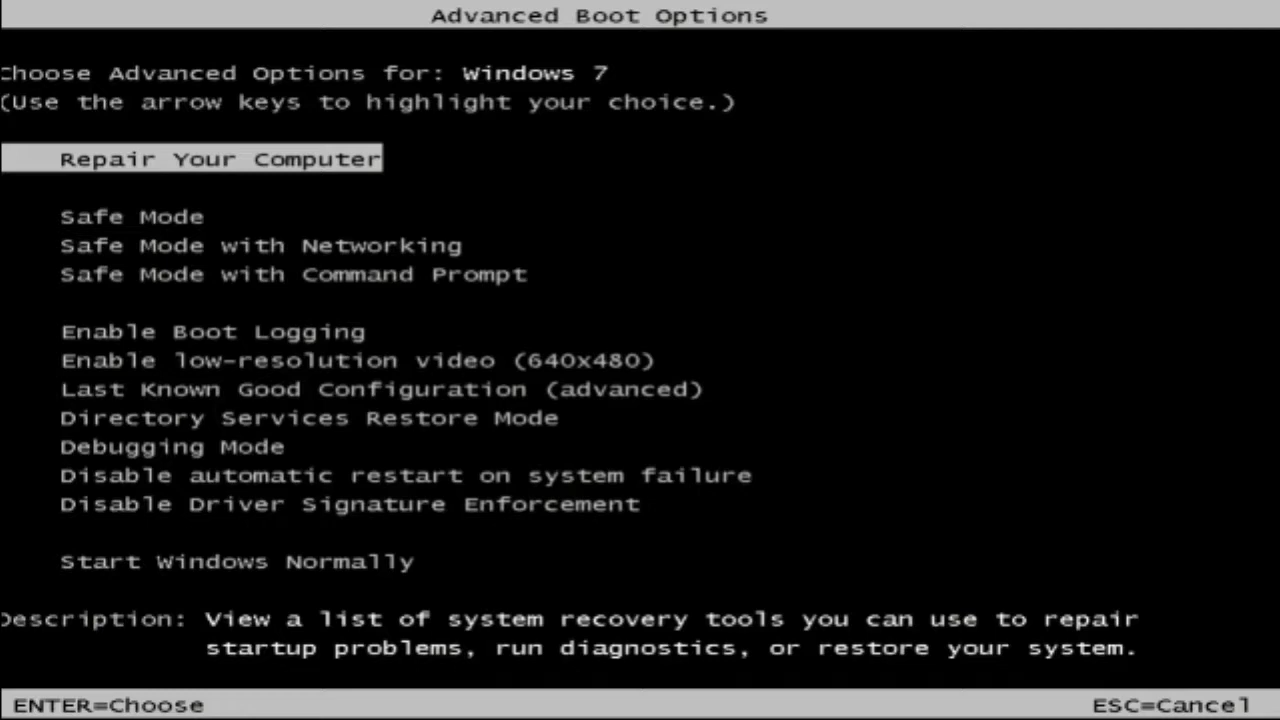 Advanced Boot Options
Choose Advanced Options for: Windows 7
(Use the arrow keys to highlight your choice.)
Repair Your Computer
Safe Mode
Safe Mode with Networking
Safe Mode with Command Prompt
Enable Boot Logging
Enable low-resolution video (640x480)
Last Known Good Configuration (advanced)
Directory Services Restore Mode
Debugging Mode
Disable automatic restart on system failure
Disable Driver Signature Enforcement
Start Windows Normally
Description: View a list of system recovery tools you can use to repair
startup problems, run diagnostics, or restore your system.
ENTER=Choose ESC=Cancel